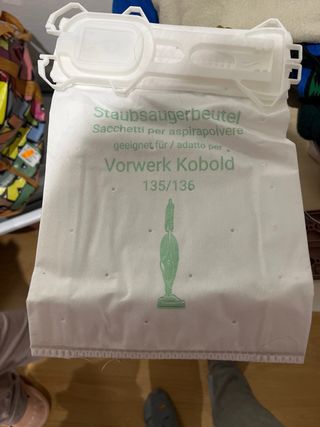 Staubsaugerbeutel
Sacchetti per aspirapolvere
geeignet für / adatto per
Vorwerk Kobold
135/136